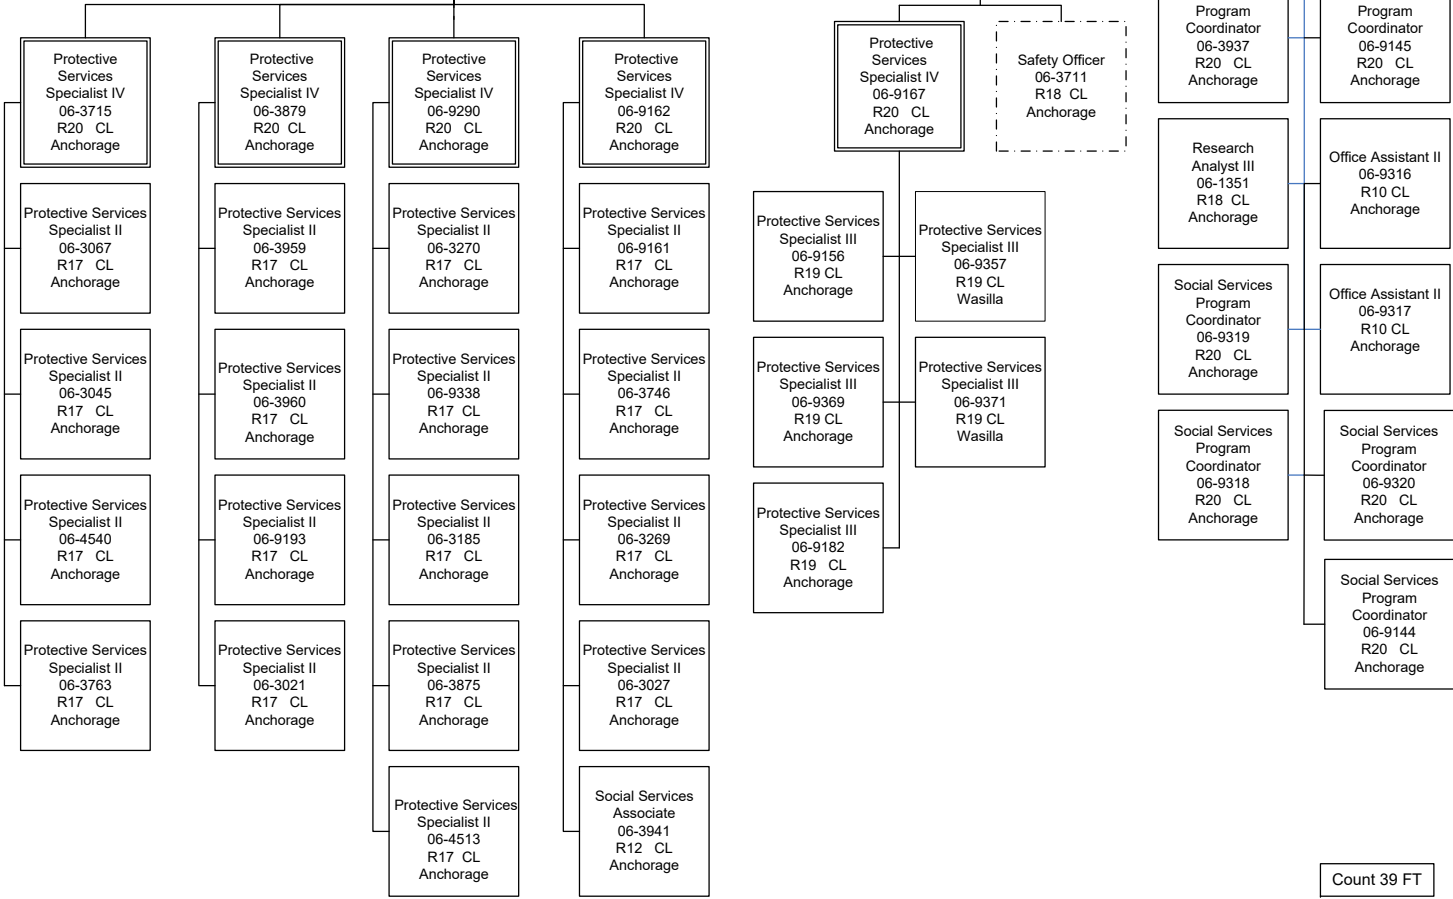 Protective
Services
Specialist IV
06-3715
R20 CL
Anchorage
Protective Services
Specialist II
06-3067
R17 CL
Anchorage
Protective Services
Specialist II
06-3045
R17 CL
Anchorage
Protective Services
Specialist II
06-4540
R17 CL
Anchorage
Protective Services
Specialist II
06-3763
R17 CL
Anchorage
Protective
Services
Specialist IV
06-3879
R20 CL
Anchorage
Protective Services
Specialist II
06-3959
R17 CL
Anchorage
Protective Services
Specialist II
06-3960
R17 CL
Anchorage
Protective Services
Specialist II
06-9193
R17 CL
Anchorage
Protective Services
Specialist II
06-3021
R17 CL
Anchorage
Protective
Services
Specialist IV
06-9290
R20 CL
Anchorage
Protective Services
Specialist II
06-3270
R17 CL
Anchorage
Protective Services
Specialist II
06-9338
R17 CL
Anchorage
Protective Services
Specialist II
06-3185
R17 CL
Anchorage
Protective Services
Specialist II
06-3875
R17 CL
Anchorage
Protective Services
Specialist II
06-4513
R17 CL
Anchorage
Protective
Services
Specialist IV
06-9162
R20 CL
Anchorage
Protective Services
Specialist II
06-9161
R17 CL
Anchorage
Protective Services
Specialist II
06-3746
R17 CL
Anchorage
Protective Services
Specialist II
06-3269
R17 CL
Anchorage
Protective Services
Specialist II
06-3027
R17 CL
Anchorage
Social Services
Associate
06-3941
R12 CL
Anchorage
Protective
Services
Specialist IV
06-9167
R20 CL
Anchorage
Safety Officer
06-3711
R18 CL
Anchorage
Protective Services
Specialist III
06-9156
R19 CL
Anchorage
Protective Services
Specialist III
06-9357
R19 CL
Wasilla
Protective Services
Specialist III
06-9369
R19 CL
Anchorage
Protective Services
Specialist III
06-9371
R19 CL
Wasilla
Protective Services
Specialist III
06-9182
R19 CL
Anchorage
Program
Coordinator
06-3937
R20 CL
Anchorage
Program
Coordinator
06-9145
R20 CL
Anchorage
Research
Analyst III
06-1351
R18 CL
Anchorage
Office Assistant II
06-9316
R10 CL
Anchorage
Social Services
Program
Coordinator
06-9319
R20 CL
Anchorage
Office Assistant II
06-9317
R10 CL
Anchorage
Social Services
Program
Coordinator
06-9318
R20 CL
Anchorage
Social Services
Program
Coordinator
06-9320
R20 CL
Anchorage
Social Services
Program
Coordinator
06-9144
R20 CL
Anchorage
Count 39 FT